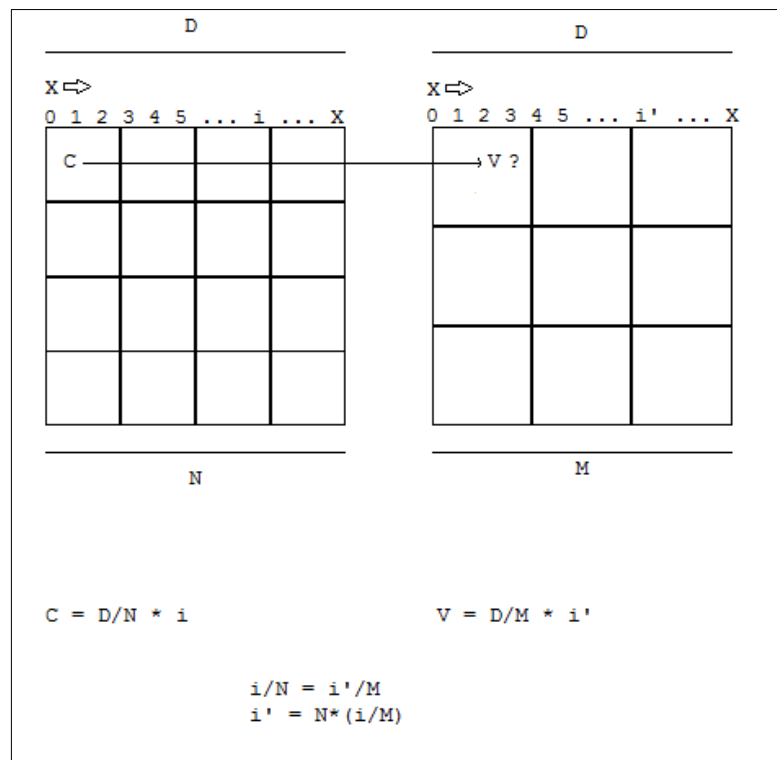 D D
X X
0 1 2 3 4 5 ... i ... X 0 1 2 3 4 5 ... i' ... X
C V ?
N M
C = D/N * i V = D/M * i'
i/N = i'/M
i' = N*(i/M)